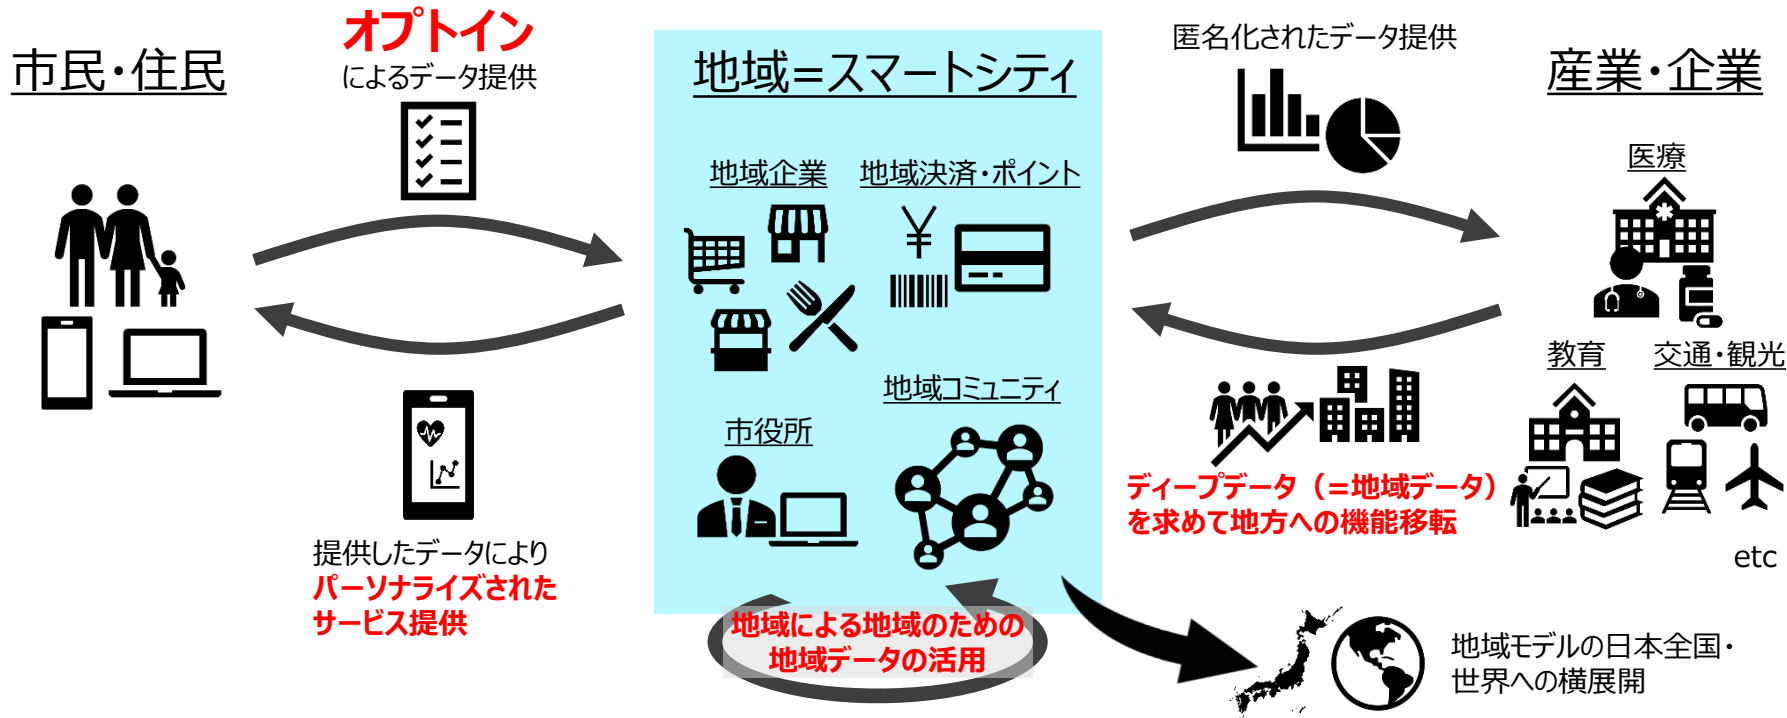 市民・住民
オプトイン
によるデータ提供
提供したデータにより
パーソナライズされた
サービス提供
地域=スマートシティ
地域企業
地域決済・ポイント
¥
市役所
地域コミュニティ
地域による地域のための
地域データの活用
匿名化されたデータ提供
ディープデータ（=地域データ）
を求めて地方への機能移転
産業・企業
医療
教育
交通・観光
etc
地域モデルの日本全国・
世界への横展開